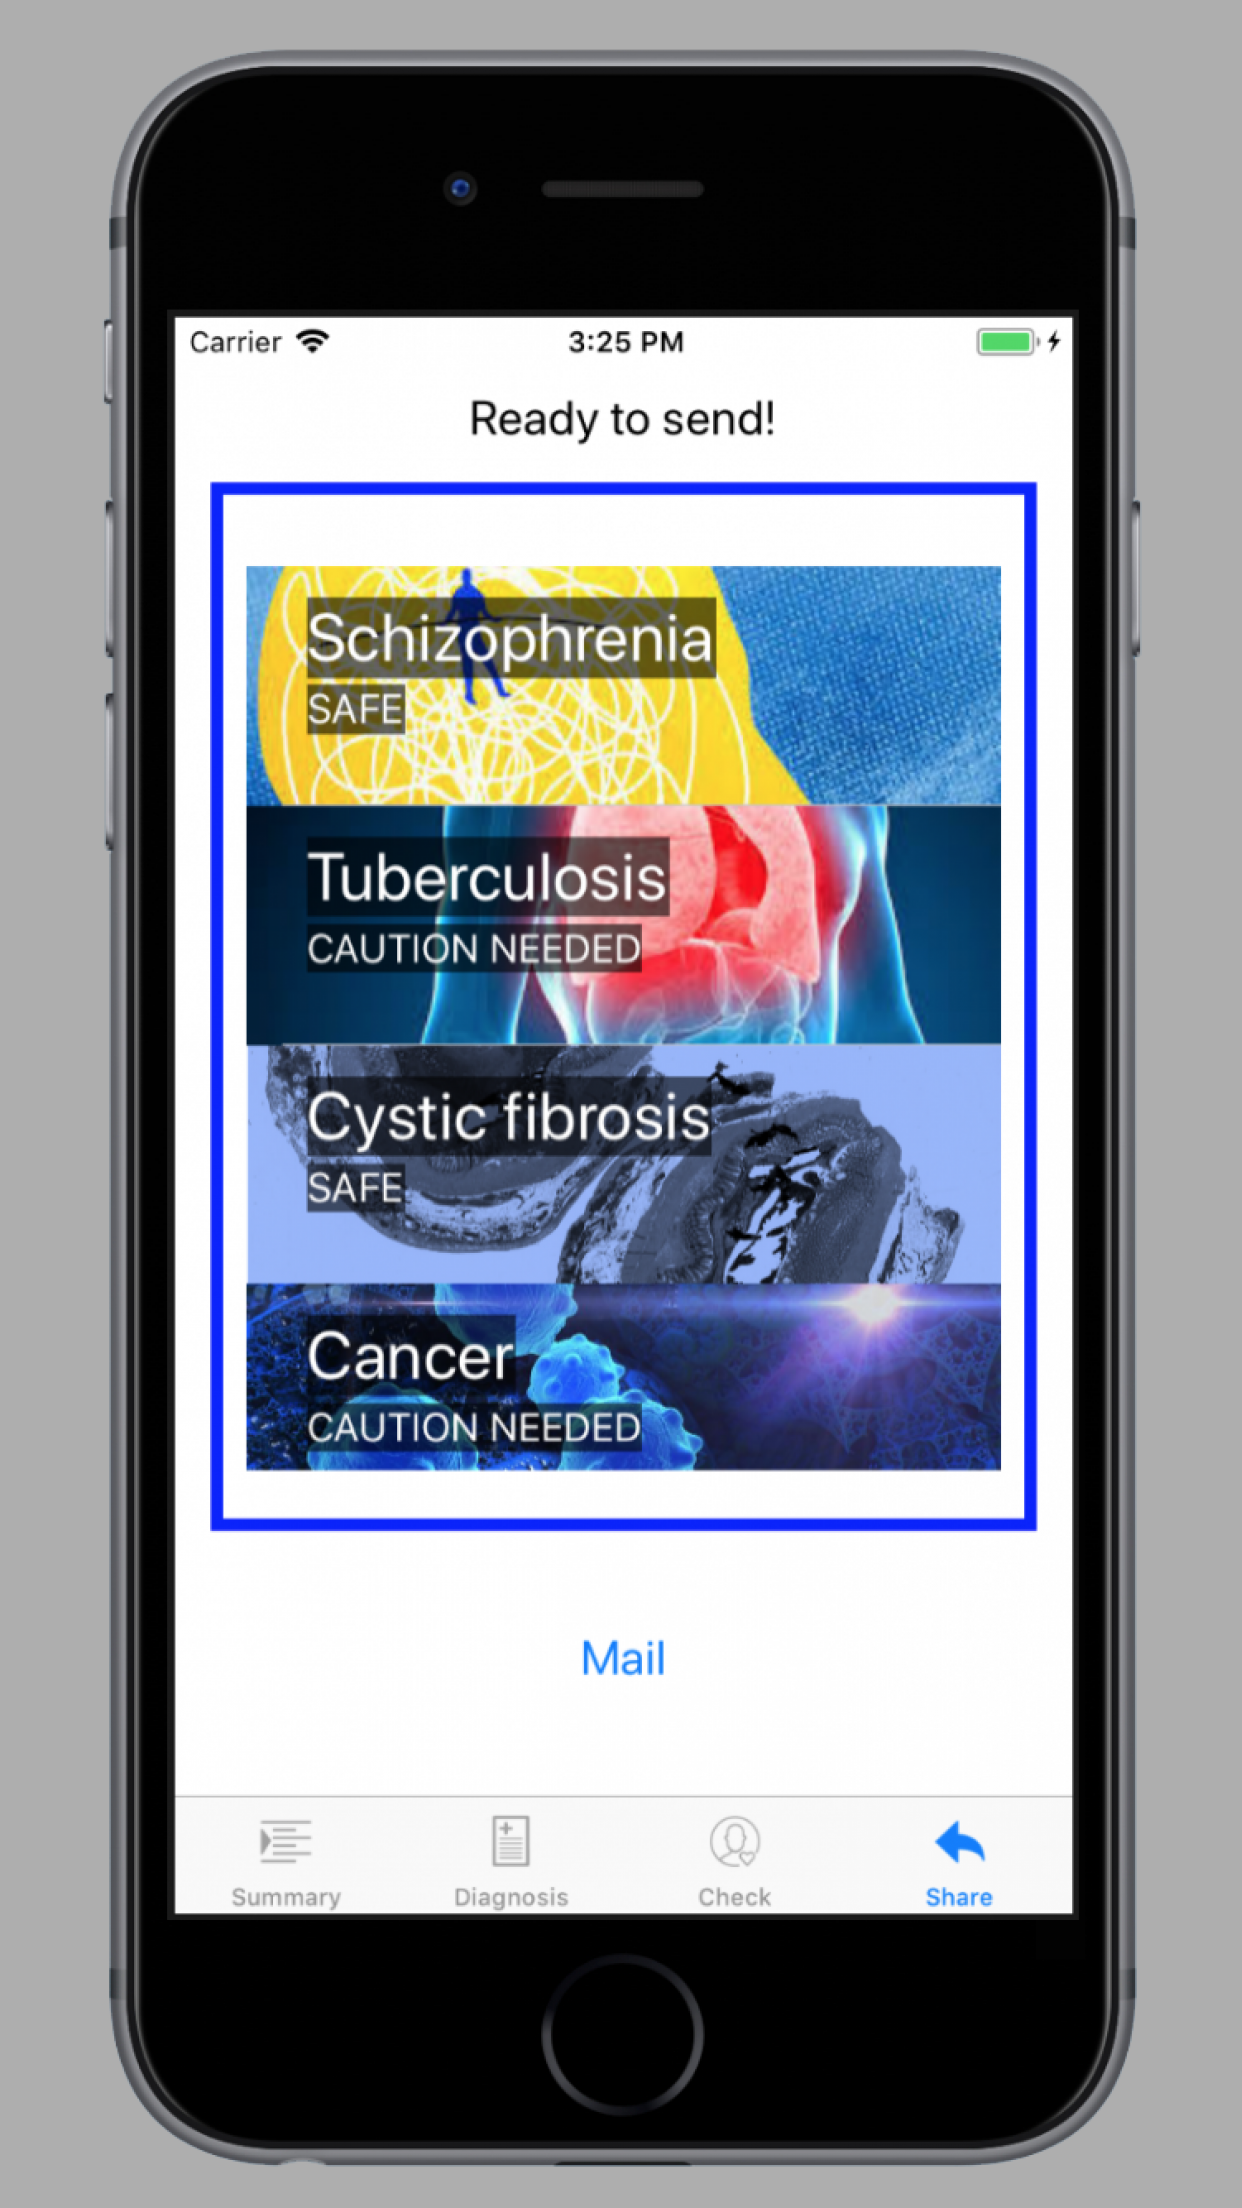 Carrier 3:25 PM
Ready to send!
Schizophrenia
SAFE
Tuberculosis
CAUTION NEEDED
Cystic fibrosis
SAFE
Cancer
CAUTION NEEDED
Mail
Summary Diagnosis Check Share